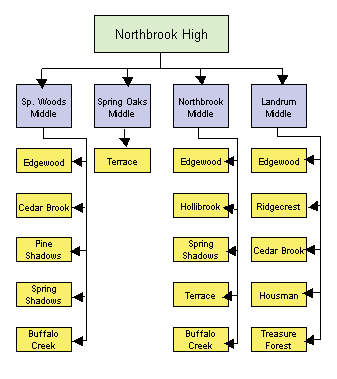 Northbrook High
Sp. Woods
Middle
Spring Oaks
Middle
Northbrook
Middle
Landrum
Middle
Edgewood
Terrace
Edgewood
Edgewood
Cedar Brook
Hollibrook
Ridgecrest
Pine
Shadows
Spring
Shadows
Cedar Brook
Spring
Shadows
Terrace
Housman
Buffalo
Creek
Buffalo
Creek
Treasure
Forest